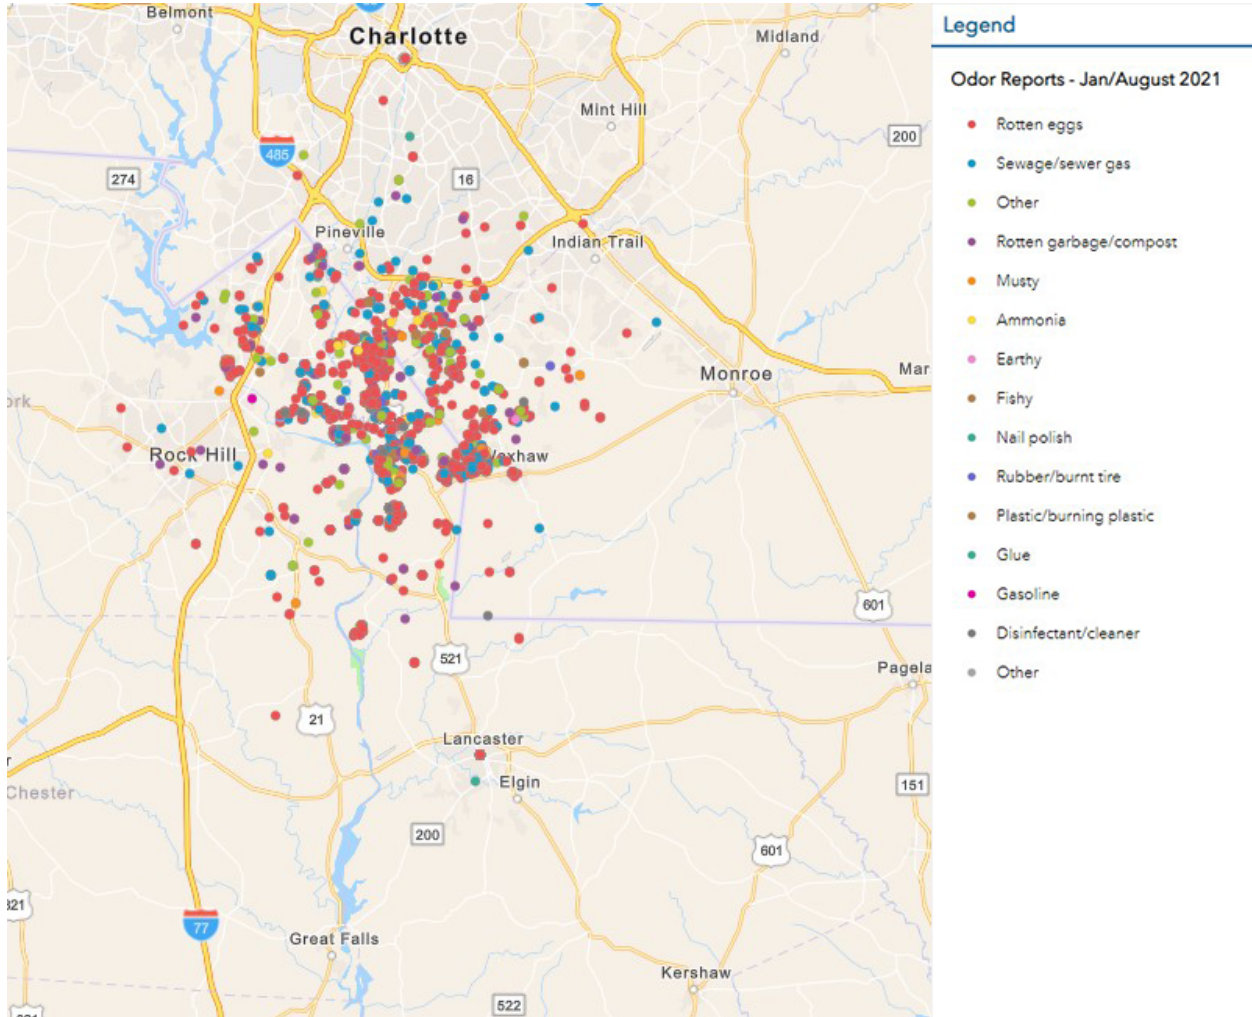 Belmont
Charlotte
Midland
Mint Hill
200
485
274
16
Pineville
Indian Trail
Monroe
Mar
ork
Rock Hill
Waxhaw
601
521
Pagela
21
Lancaster
Elgin
r
Chester
151
200
601
321
77
Great Falls
Kershaw
522
Legend
Odor Reports - Jan/August 2021
Rotten eggs
Sewage/sewer gas
Other
Rotten garbage/compost
Musty
Ammonia
Earthy
Fishy
Nail polish
Rubber/burnt tire
Plastic/burning plastic
Glue
Gasoline
Disinfectant/cleaner
Other